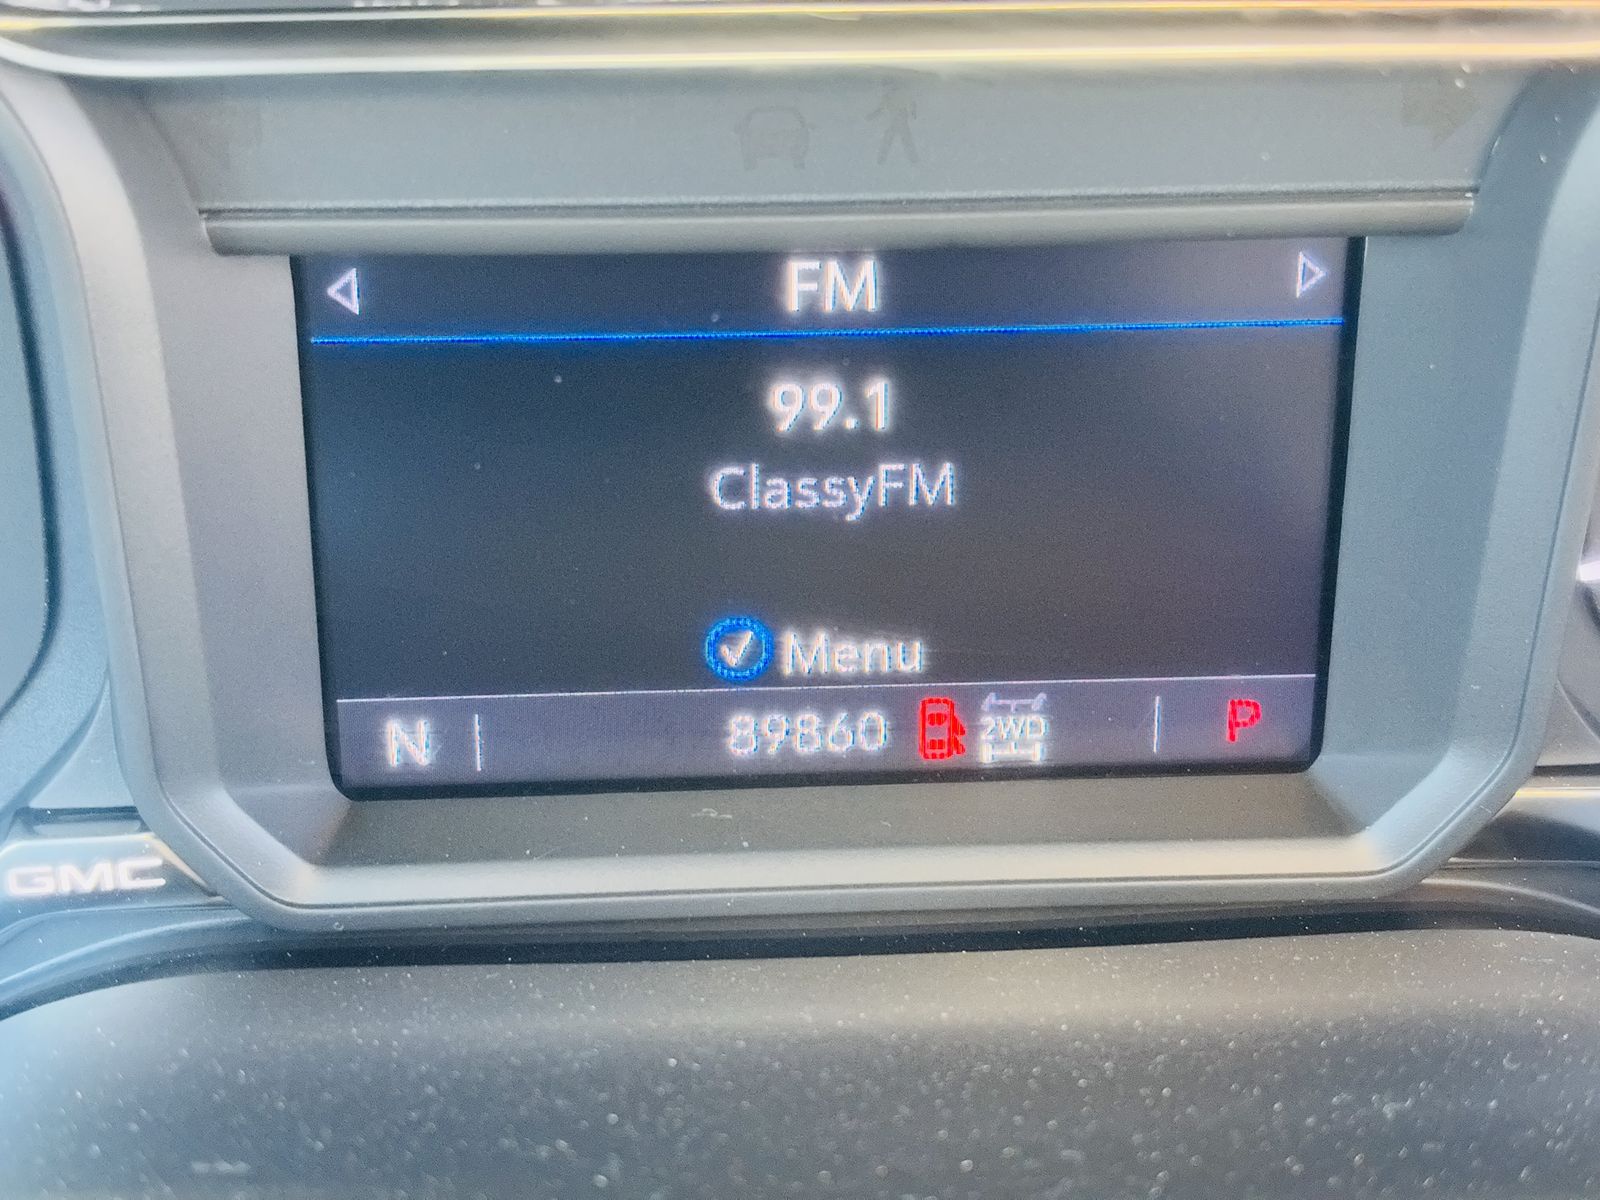 FM
99.1
ClassyFM
Menu
N 89860 2WD P
GMC